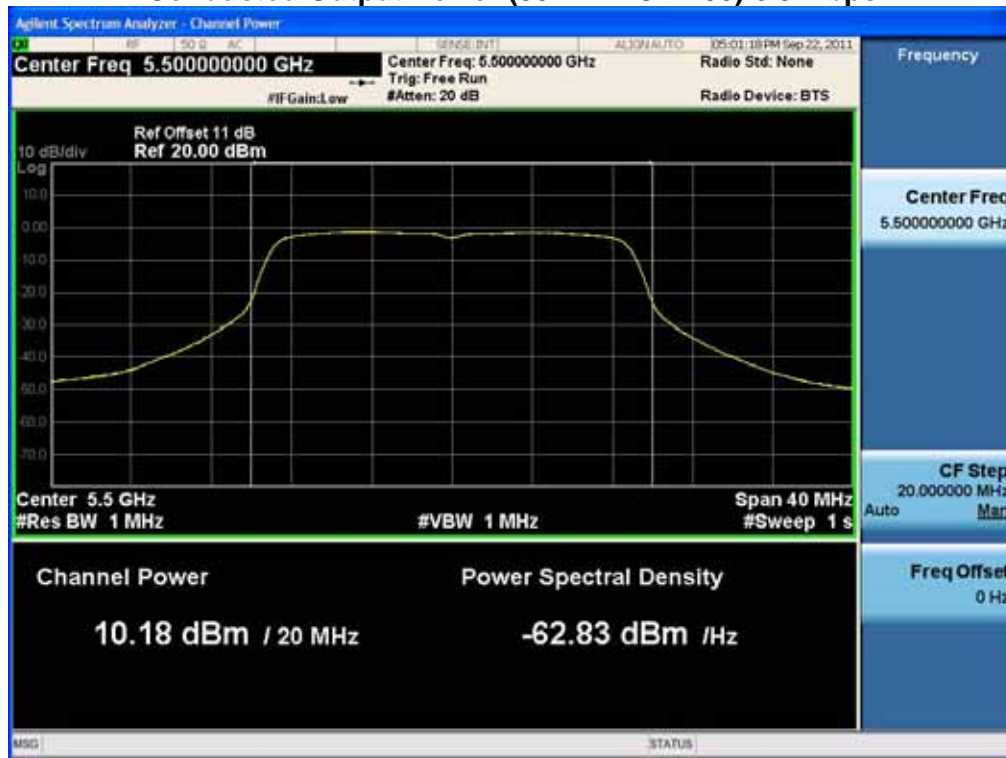 Agilent Spectrum Analyzer - Channel Power
RF 50 Ω AC SENSE:INT ALIGN AUTO 05:01:18 PM Sep 22, 2011
Center Freq 5.500000000 GHz
Center Freq: 5.500000000 GHz
Radio Std: None
Trig: Free Run
#IFGain:Low
#Atten: 20 dB
Radio Device: BTS
Ref Offset 11 dB
10 dB/div Ref 20.00 dBm
Log
10.0
0.00
-10.0
-20.0
-30.0
-40.0
-50.0
-60.0
-70.0
Center 5.5 GHz
Span 40 MHz
#Res BW 1 MHz
#VBW 1 MHz
#Sweep 1 s
Channel Power
Power Spectral Density
10.18 dBm / 20 MHz
-62.83 dBm /Hz
MSG
STATUS
Frequency
Center Freq
5.500000000 GHz
CF Step
20.000000 MHz
Auto Man
Freq Offset
0 Hz